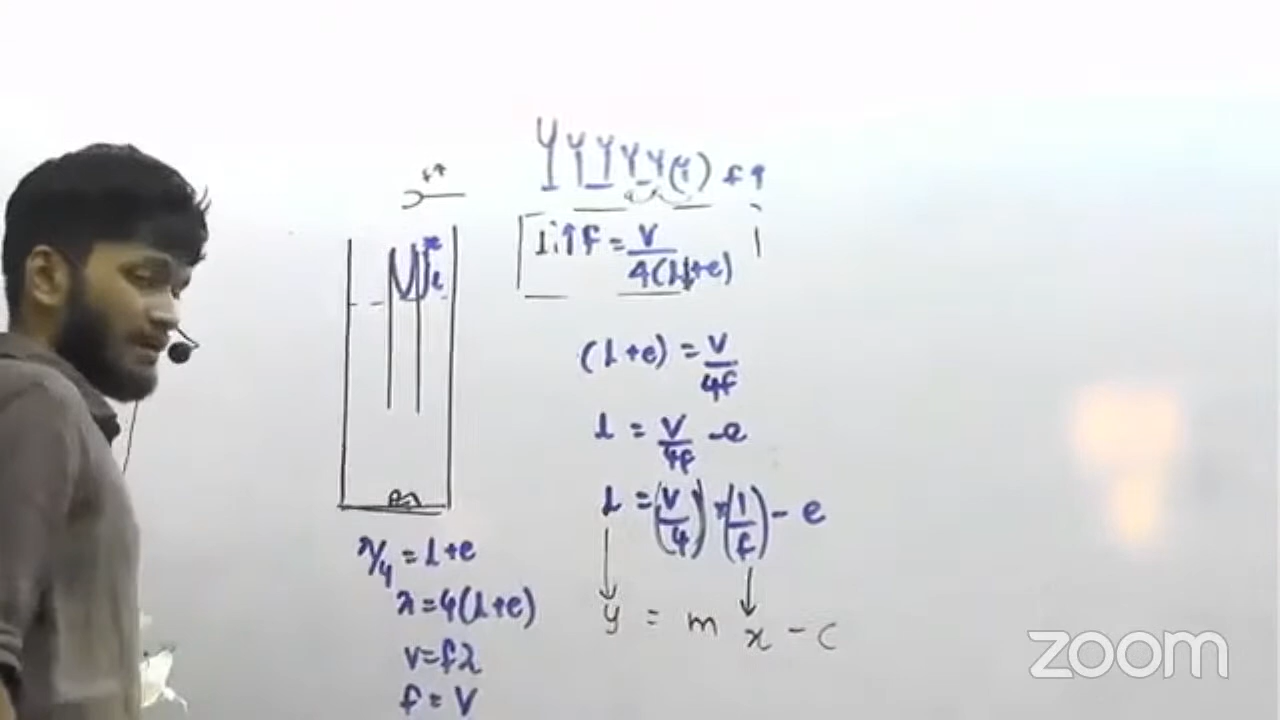 f↑
f↑
e
l
l↑ f = v/4(l+e)
(l+e) = v/4f
l = v/4f - e
l = (v/4) × (1/f) - e
y = m x - c
λ/4 = l+e
λ = 4(l+e)
v = fλ
f = v
zoom